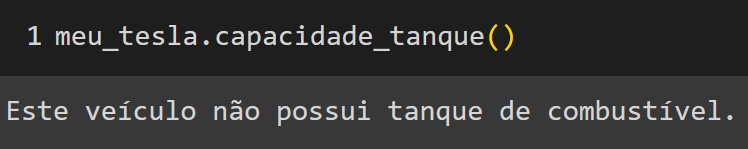 1 meu_tesla.capacidade_tanque()
Este veículo não possui tanque de combustível.